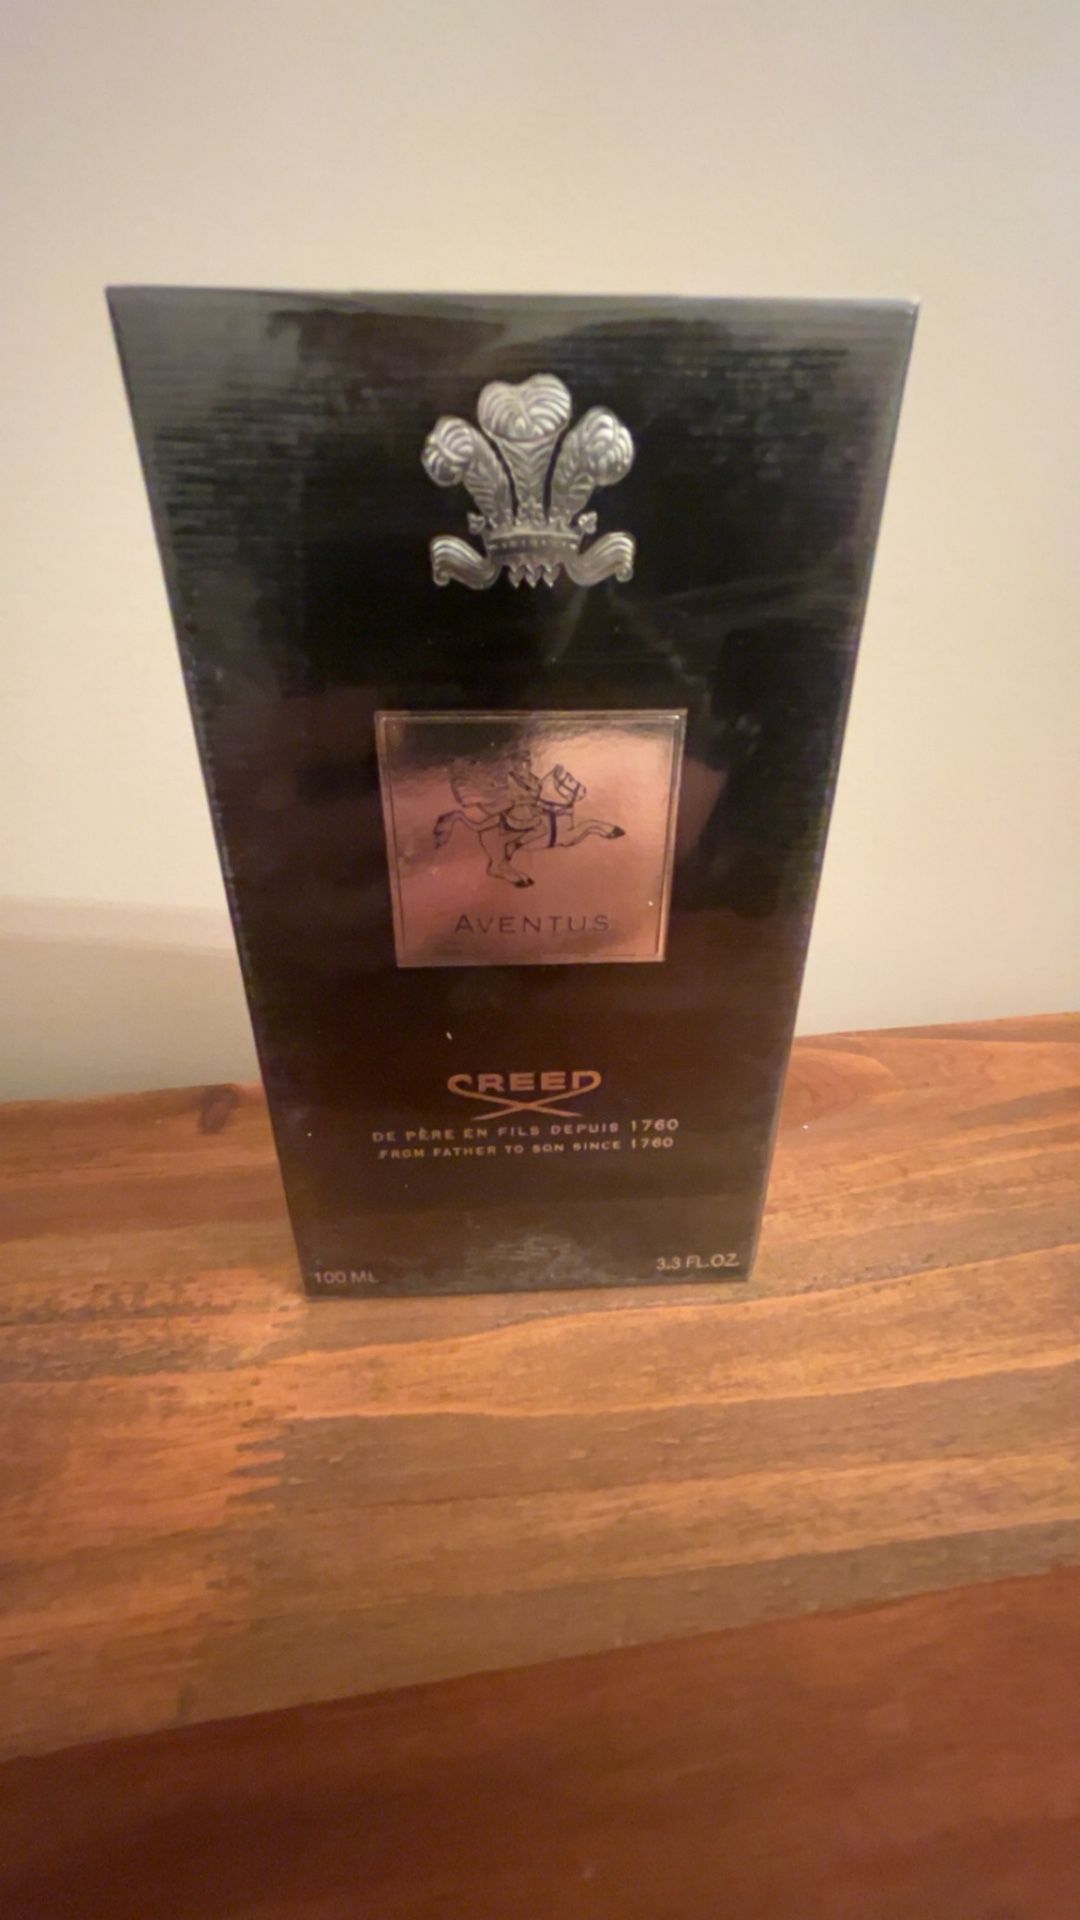 AVENTUS
CREED
DE PÈRE EN FILS DEPUIS 1760
FROM FATHER TO SON SINCE 1760
100 ML
3.3 FL.OZ.